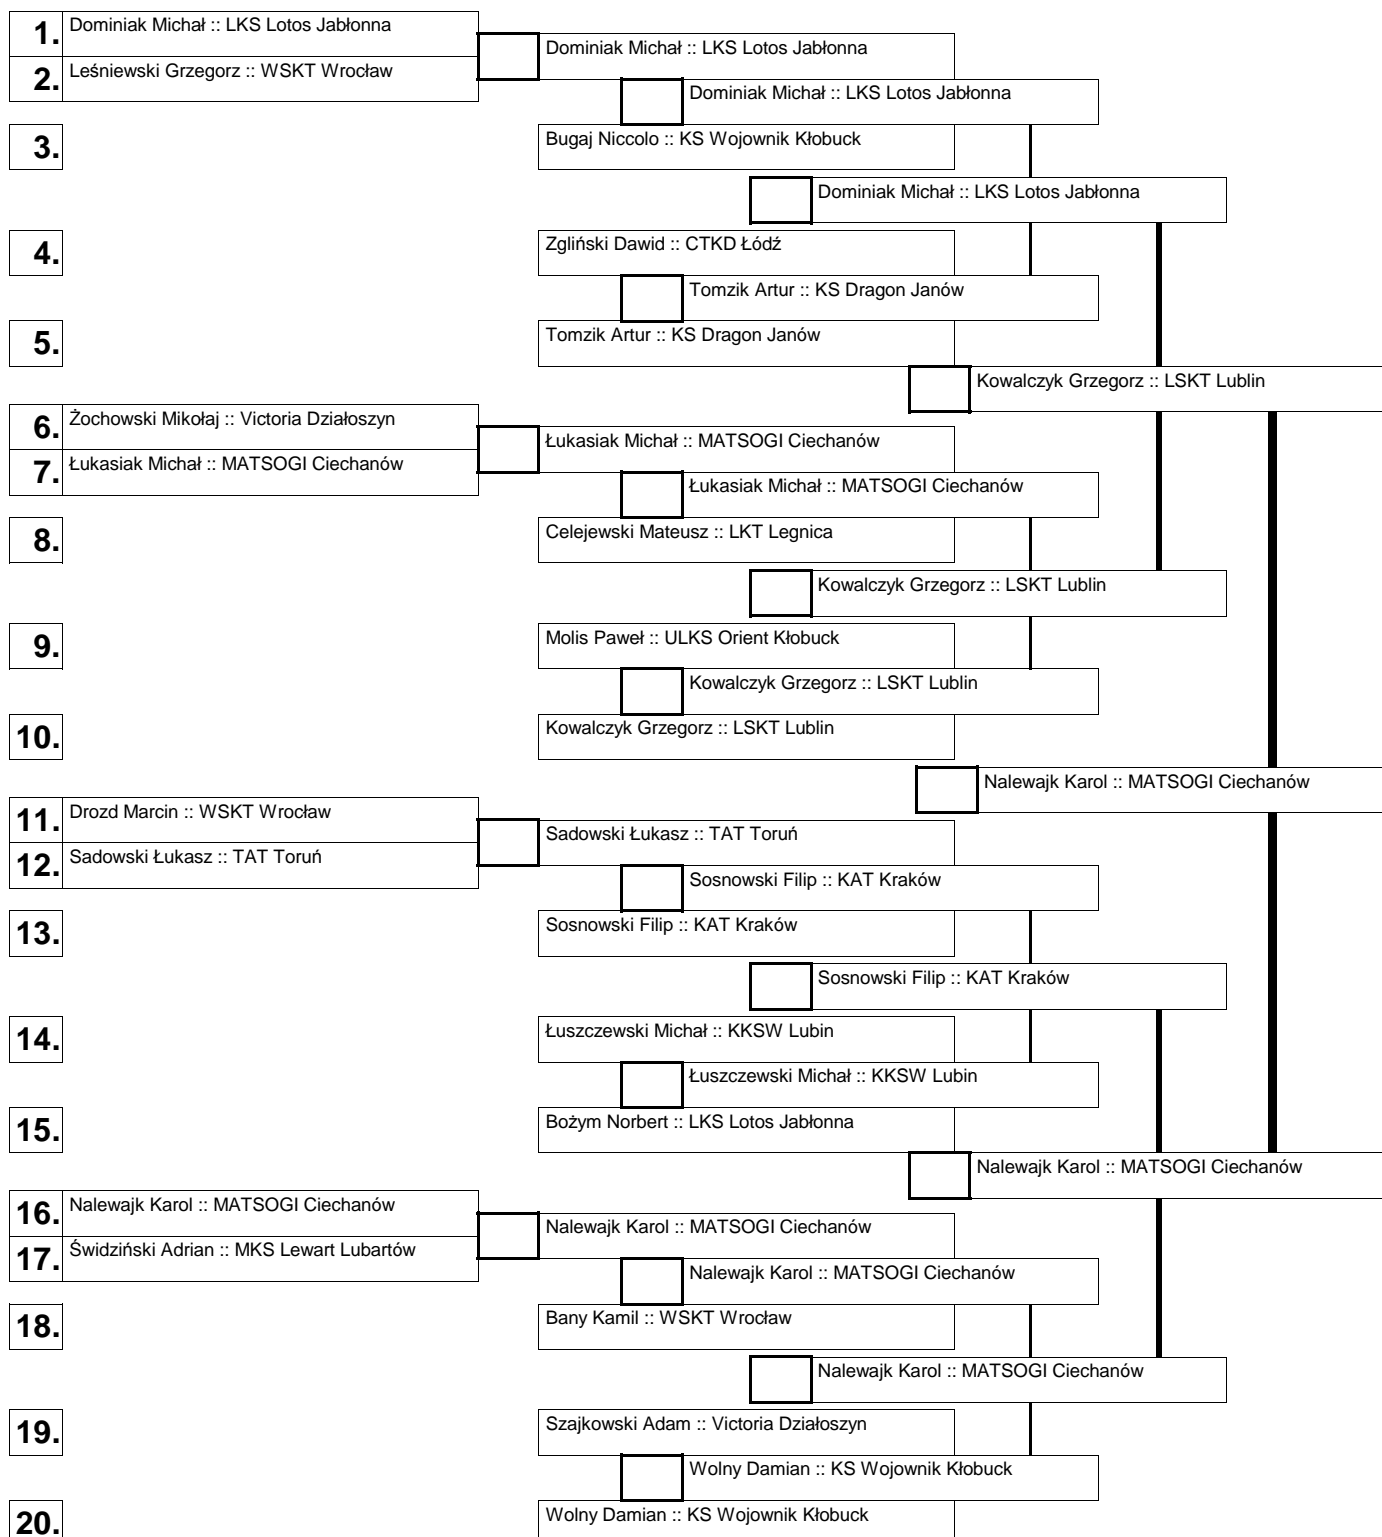 1. Dominiak Michał :: LKS Lotos Jabłonna
Dominiak Michał :: LKS Lotos Jabłonna
2. Leśniewski Grzegorz :: WSKT Wrocław
Dominiak Michał :: LKS Lotos Jabłonna
3. Bugaj Niccolo :: KS Wojownik Kłobuck
Dominiak Michał :: LKS Lotos Jabłonna
4. Zgliński Dawid :: CTKD Łódź
Tomzik Artur :: KS Dragon Janów
5. Tomzik Artur :: KS Dragon Janów
Kowalczyk Grzegorz :: LSKT Lublin
6. Żochowski Mikołaj :: Victoria Działoszyn
Łukasiak Michał :: MATSOGI Ciechanów
7. Łukasiak Michał :: MATSOGI Ciechanów
Łukasiak Michał :: MATSOGI Ciechanów
8. Celejewski Mateusz :: LKT Legnica
Kowalczyk Grzegorz :: LSKT Lublin
9. Molis Paweł :: ULKS Orient Kłobuck
Kowalczyk Grzegorz :: LSKT Lublin
10. Kowalczyk Grzegorz :: LSKT Lublin
Nalewajk Karol :: MATSOGI Ciechanów
11. Drozd Marcin :: WSKT Wrocław
Sadowski Łukasz :: TAT Toruń
12. Sadowski Łukasz :: TAT Toruń
Sosnowski Filip :: KAT Kraków
13. Sosnowski Filip :: KAT Kraków
Sosnowski Filip :: KAT Kraków
14. Łuszczewski Michał :: KKSW Lubin
Łuszczewski Michał :: KKSW Lubin
15. Bożym Norbert :: LKS Lotos Jabłonna
Nalewajk Karol :: MATSOGI Ciechanów
16. Nalewajk Karol :: MATSOGI Ciechanów
Nalewajk Karol :: MATSOGI Ciechanów
17. Świdziński Adrian :: MKS Lewart Lubartów
Nalewajk Karol :: MATSOGI Ciechanów
18. Bany Kamil :: WSKT Wrocław
Nalewajk Karol :: MATSOGI Ciechanów
19. Szajkowski Adam :: Victoria Działoszyn
Wolny Damian :: KS Wojownik Kłobuck
20. Wolny Damian :: KS Wojownik Kłobuck